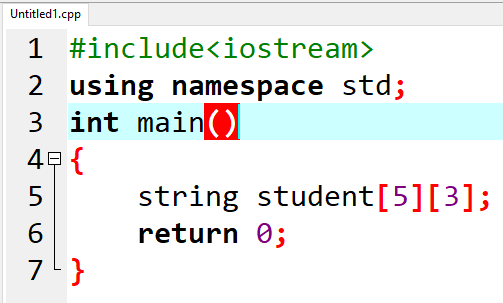 Untitled1.cpp
1 #include<iostream>
2 using namespace std;
3 int main()
4 {
5 string student[5][3];
6 return 0;
7 }